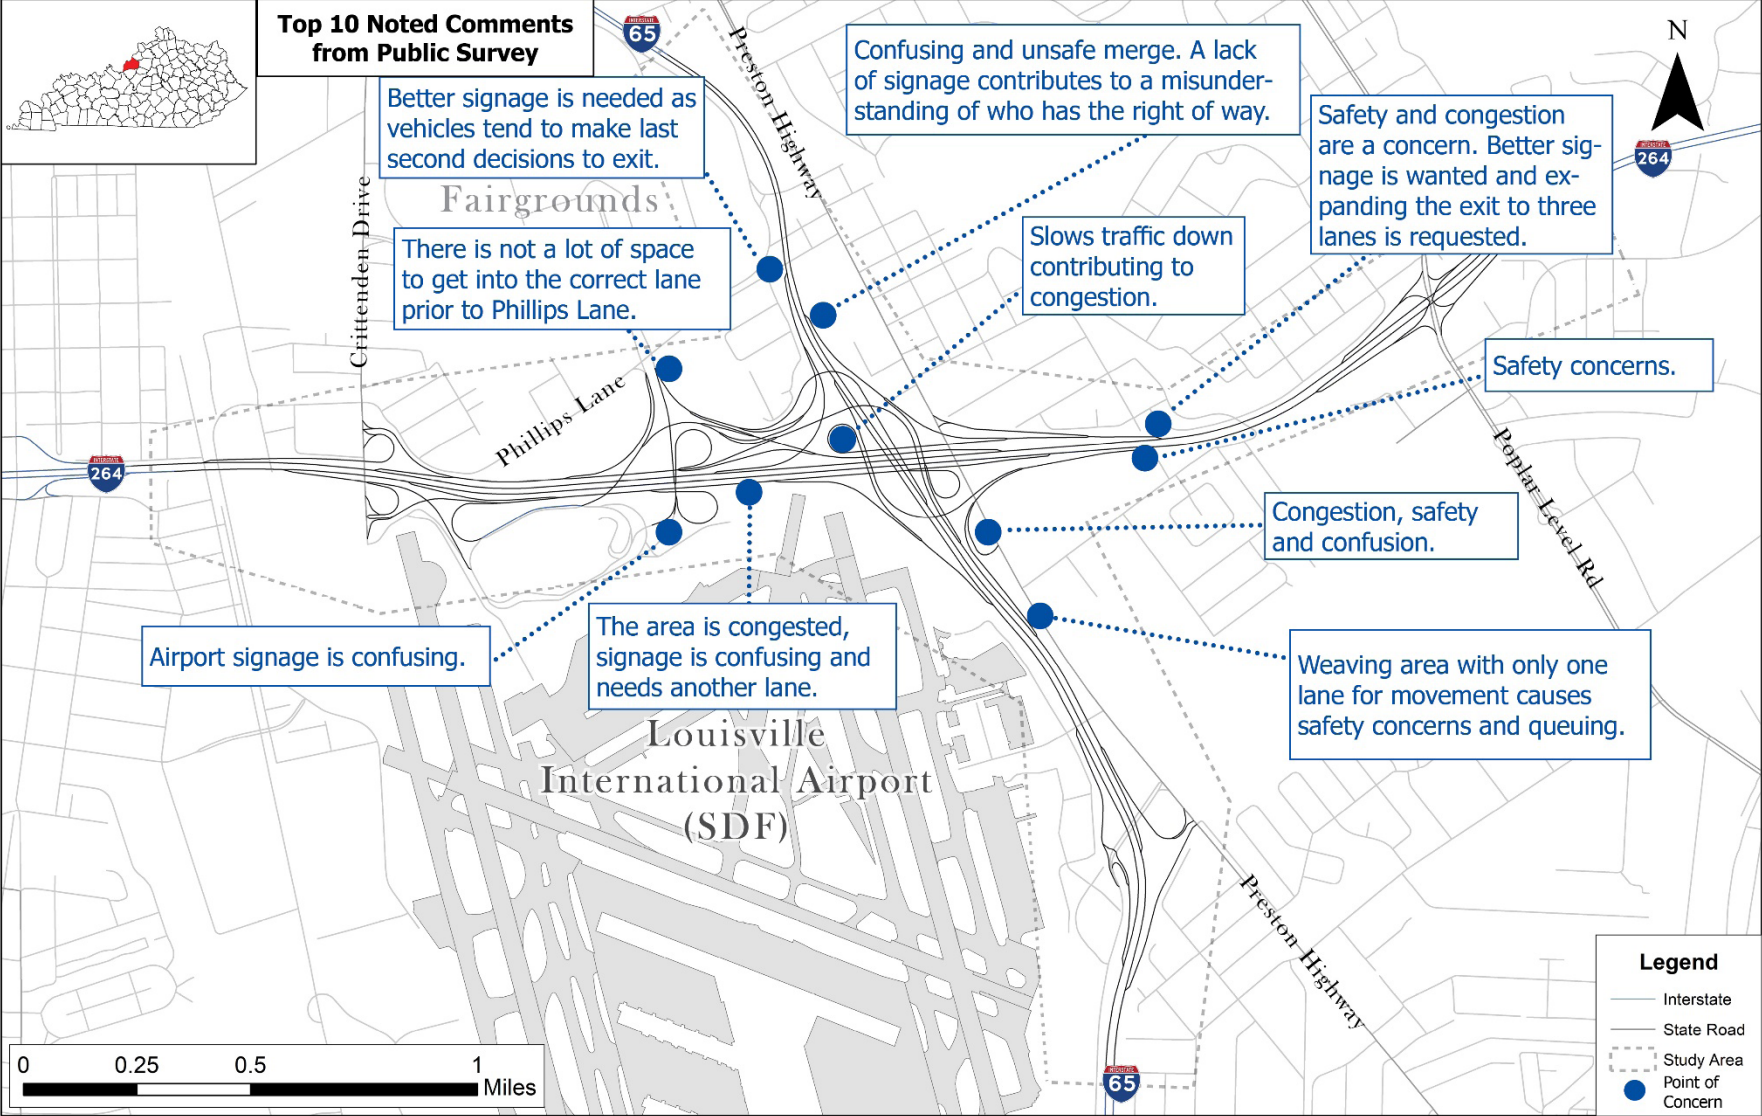 Top 10 Noted Comments
from Public Survey
INTERSTATE
65
Preston Highway
Confusing and unsafe merge. A lack
of signage contributes to a misunder-
standing of who has the right of way.
N
Better signage is needed as
vehicles tend to make last
second decisions to exit.
Safety and congestion
are a concern. Better sig-
nage is wanted and ex-
panding the exit to three
lanes is requested.
INTERSTATE
264
Fairgrounds
Crittenden Drive
There is not a lot of space
to get into the correct lane
prior to Phillips Lane.
Slows traffic down
contributing to
congestion.
Safety concerns.
Phillips Lane
INTERSTATE
264
Poplar Level Rd
Congestion, safety
and confusion.
Airport signage is confusing.
The area is congested,
signage is confusing and
needs another lane.
Weaving area with only one
lane for movement causes
safety concerns and queuing.
Louisville
International Airport
(SDF)
Preston Highway
INTERSTATE
65
0 0.25 0.5 1
Miles
Legend
Interstate
State Road
Study Area
Point of
Concern